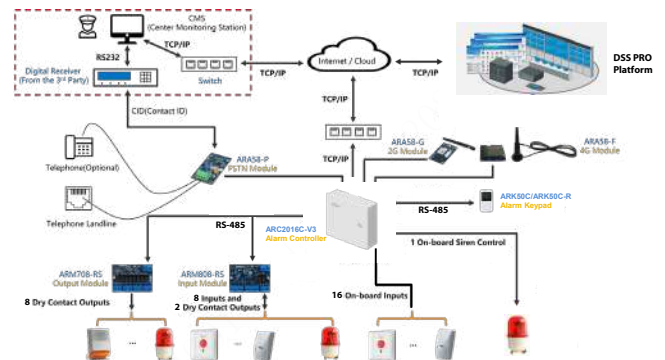 CMS
(Center Monitoring Station)
TCP/IP
RS232
Digital Receiver
(From the 3rd Party)
Switch
TCP/IP
Internet / Cloud
TCP/IP
DSS PRO
Platform
CID(Contact ID)
TCP/IP
TCP/IP
ARA58-G
2G Module
ARA58-F
4G Module
Telephone(Optional)
ARA58-P
PSTN Module
Telephone Landline
RS-485
ARC2016C-V3
Alarm Controller
RS-485
ARK50C/ARK50C-R
Alarm Keypad
1 On-board Siren Control
ARM708-RS
Output Module
ARM808-RS
Input Module
8 Dry Contact Outputs
8 Inputs and
2 Dry Contact Outputs
16 On-board Inputs
...
...
...